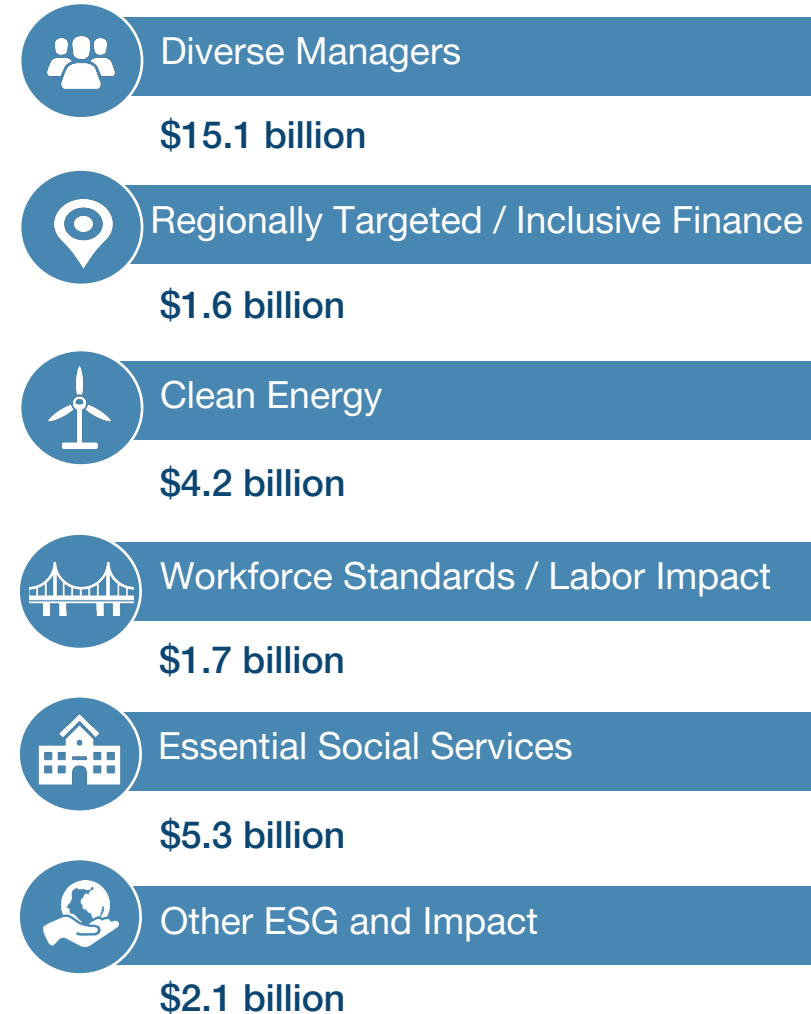 Diverse Managers
$15.1 billion
Regionally Targeted / Inclusive Finance
$1.6 billion
Clean Energy
$4.2 billion
Workforce Standards / Labor Impact
$1.7 billion
Essential Social Services
$5.3 billion
Other ESG and Impact
$2.1 billion